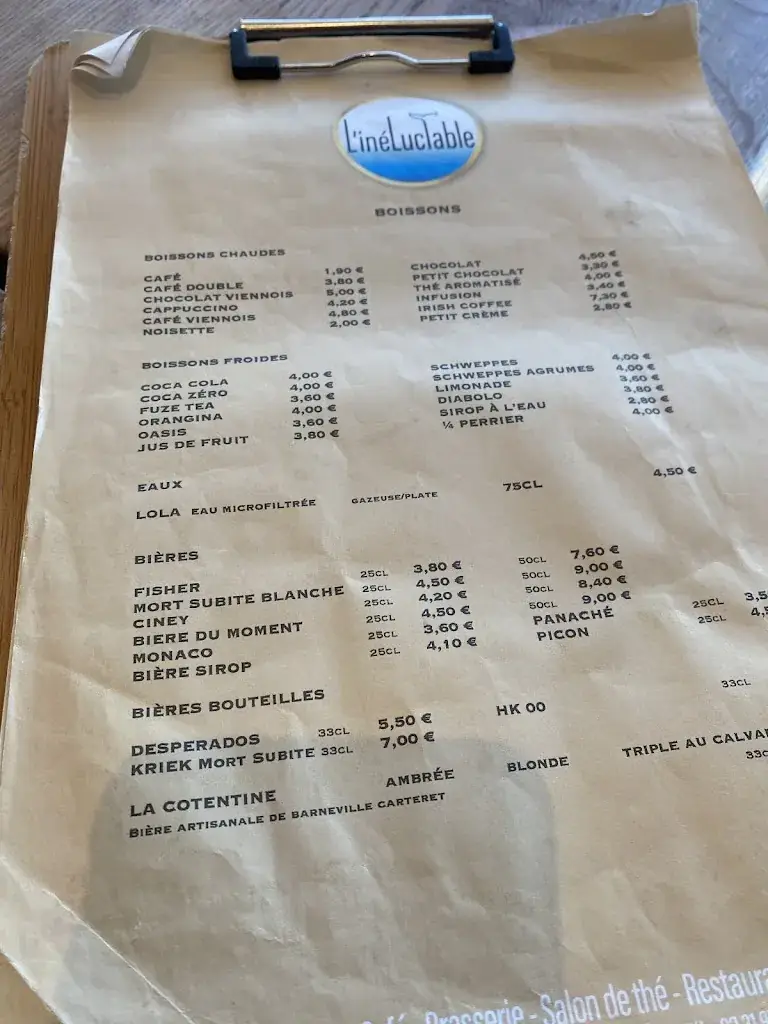 L'inéLucTable
BOISSONS
BOISSONS CHAUDES
CAFÉ 1,90 € CHOCOLAT 4,50 €
CAFÉ DOUBLE 3,80 € PETIT CHOCOLAT 3,30 €
CHOCOLAT VIENNOIS 5,00 € THÉ AROMATISÉ 4,00 €
CAPPUCCINO 4,20 € INFUSION 3,40 €
CAFÉ VIENNOIS 4,80 € IRISH COFFEE 7,30 €
NOISETTE 2,00 € PETIT CRÈME 2,80 €
BOISSONS FROIDES
COCA COLA 4,00 € SCHWEPPES 4,00 €
COCA ZÉRO 4,00 € SCHWEPPES AGRUMES 4,00 €
FUZE TEA 3,60 € LIMONADE 3,60 €
ORANGINA 4,00 € DIABOLO 3,80 €
OASIS 3,60 € SIROP À L'EAU 2,80 €
JUS DE FRUIT 3,80 € ¼ PERRIER 4,00 €
EAUX
LOLA EAU MICROFILTRÉE GAZEUSE/PLATE 75CL 4,50 €
BIÈRES
FISHER 25CL 3,80 € 50CL 7,60 €
MORT SUBITE BLANCHE 25CL 4,50 € 50CL 9,00 €
CINEY 25CL 4,20 € 50CL 8,40 €
BIERE DU MOMENT 25CL 4,50 € 50CL 9,00 €
MONACO 25CL 3,60 € PANACHÉ 25CL 3,5
BIÈRE SIROP 25CL 4,10 € PICON 25CL 4,
BIÈRES BOUTEILLES
DESPERADOS 33CL 5,50 € HK 00 33CL
KRIEK MORT SUBITE 33CL 7,00 €
LA COTENTINE AMBRÉE BLONDE TRIPLE AU CALVA
BIÈRE ARTISANALE DE BARNEVILLE CARTERET 33C
Brasserie - Salon de thé - Restaura